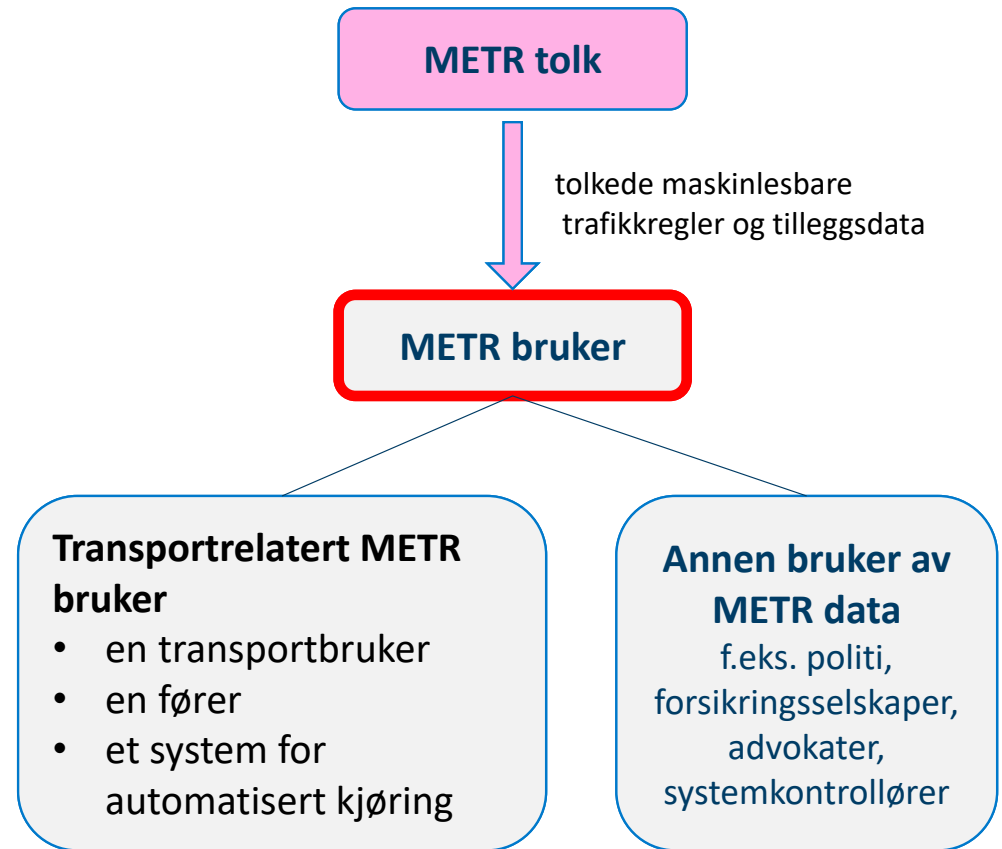 METR tolk
tolkede maskinlesbare
trafikkregler og tilleggsdata
METR bruker
Transportrelatert METR
bruker
• en transportbruker
• en fører
• et system for
automatisert kjøring
Annen bruker av
METR data
f.eks. politi,
forsikringsselskaper,
advokater,
systemkontrollører